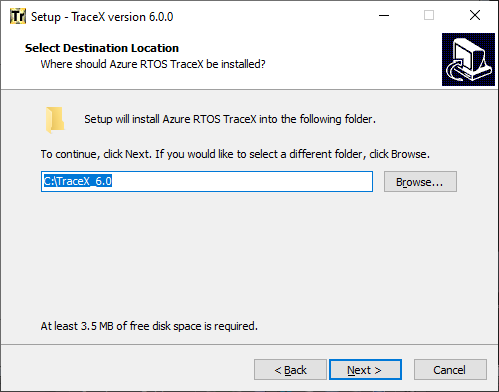 Tr Setup - TraceX version 6.0.0
Select Destination Location
Where should Azure RTOS TraceX be installed?
Setup will install Azure RTOS TraceX into the following folder.
To continue, click Next. If you would like to select a different folder, click Browse.
C:\TraceX_6.0
Browse...
At least 3.5 MB of free disk space is required.
< Back
Next >
Cancel